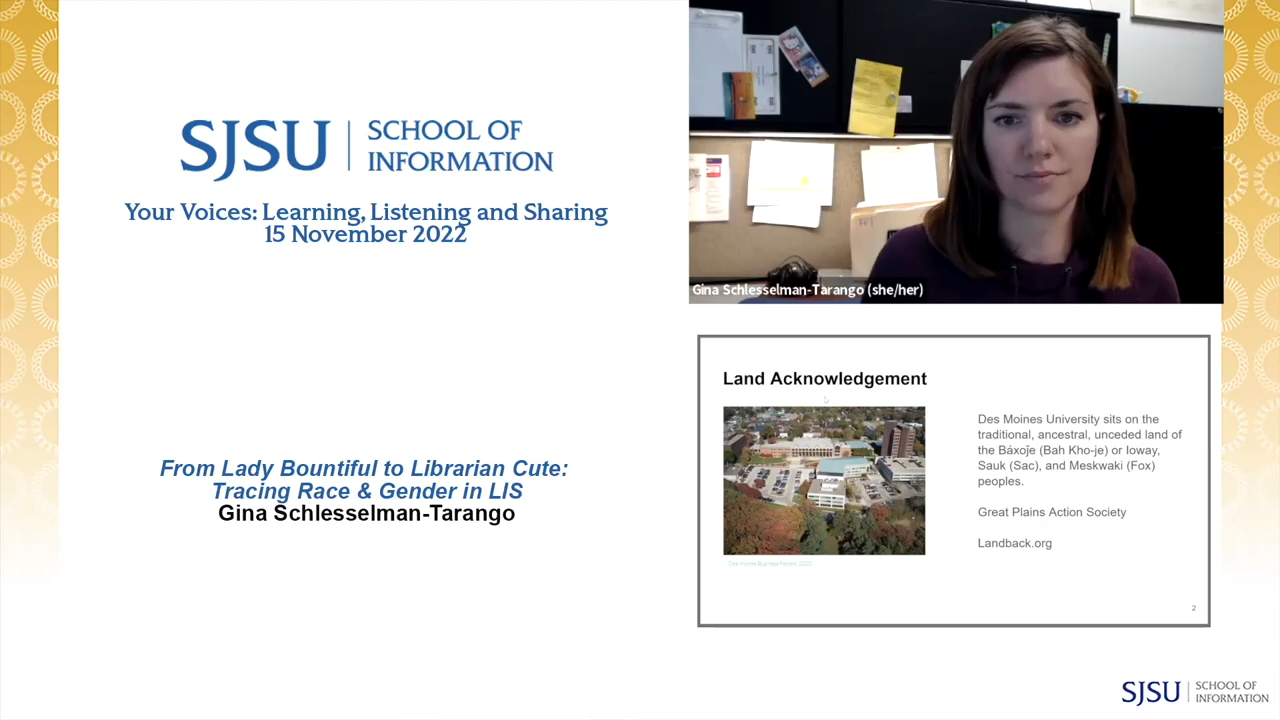 SJSU
SCHOOL OF
INFORMATION
Your Voices: Learning, Listening and Sharing
15 November 2022
Gina Schlesselman-Tarango (she/her)
Land Acknowledgement
Des Moines University sits on the
traditional, ancestral, unceded land of
the Báxoǰe (Bah Kho-je) or Ioway,
Sauk (Sac), and Meskwaki (Fox)
peoples.
Great Plains Action Society
Landback.org
2
From Lady Bountiful to Librarian Cute:
Tracing Race & Gender in LIS
Gina Schlesselman-Tarango
SJSU
SCHOOL OF
INFORMATION